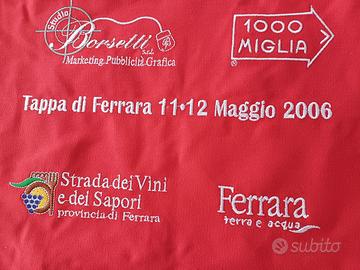 Studio
Borsetti s.r.l.
Marketing.Pubblicità.Grafica
1000
MIGLIA
Tappa di Ferrara 11•12 Maggio 2006
Strada dei Vini
e dei Sapori
provincia di Ferrara
Ferrara
terra e acqua
subito